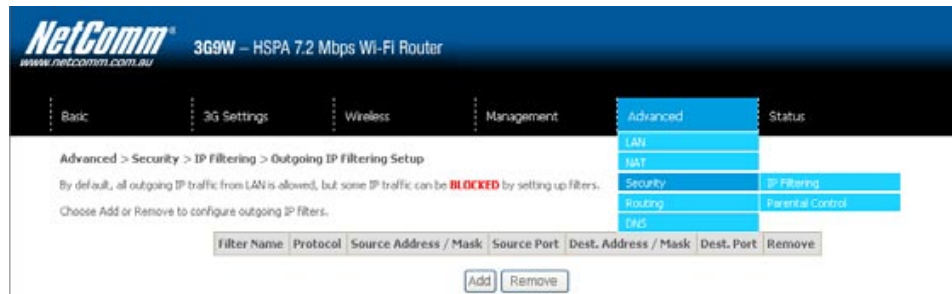 NetComm®
www.netcomm.com.au
3G9W – HSPA 7.2 Mbps Wi-Fi Router
Basic 3G Settings Wireless Management Advanced Status
LAN
NAT
Security IP Filtering
Routing Parental Control
DNS
Advanced > Security > IP Filtering > Outgoing IP Filtering Setup
By default, all outgoing IP traffic from LAN is allowed, but some IP traffic can be BLOCKED by setting up filters.
Choose Add or Remove to configure outgoing IP filters.
Filter Name Protocol Source Address / Mask Source Port Dest. Address / Mask Dest. Port Remove
Add Remove